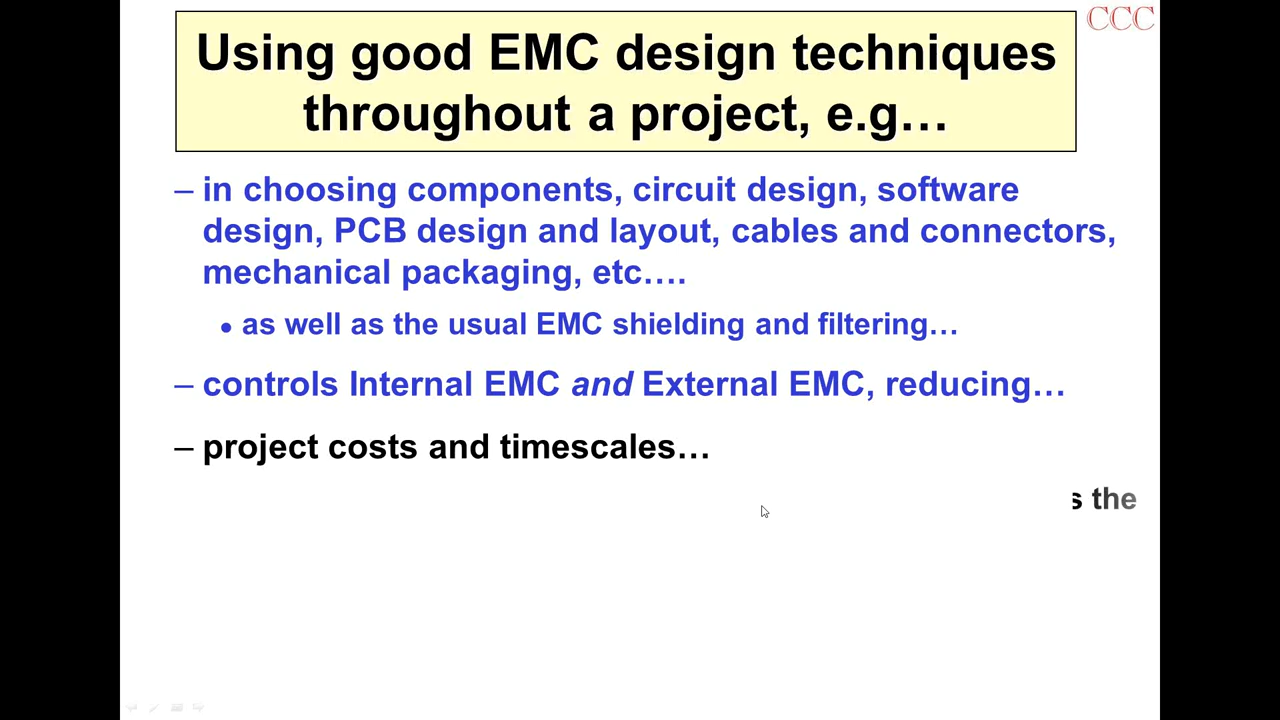 CCC
Using good EMC design techniques
throughout a project, e.g…
– in choosing components, circuit design, software
design, PCB design and layout, cables and connectors,
mechanical packaging, etc….
• as well as the usual EMC shielding and filtering…
– controls Internal EMC and External EMC, reducing…
– project costs and timescales…
s the